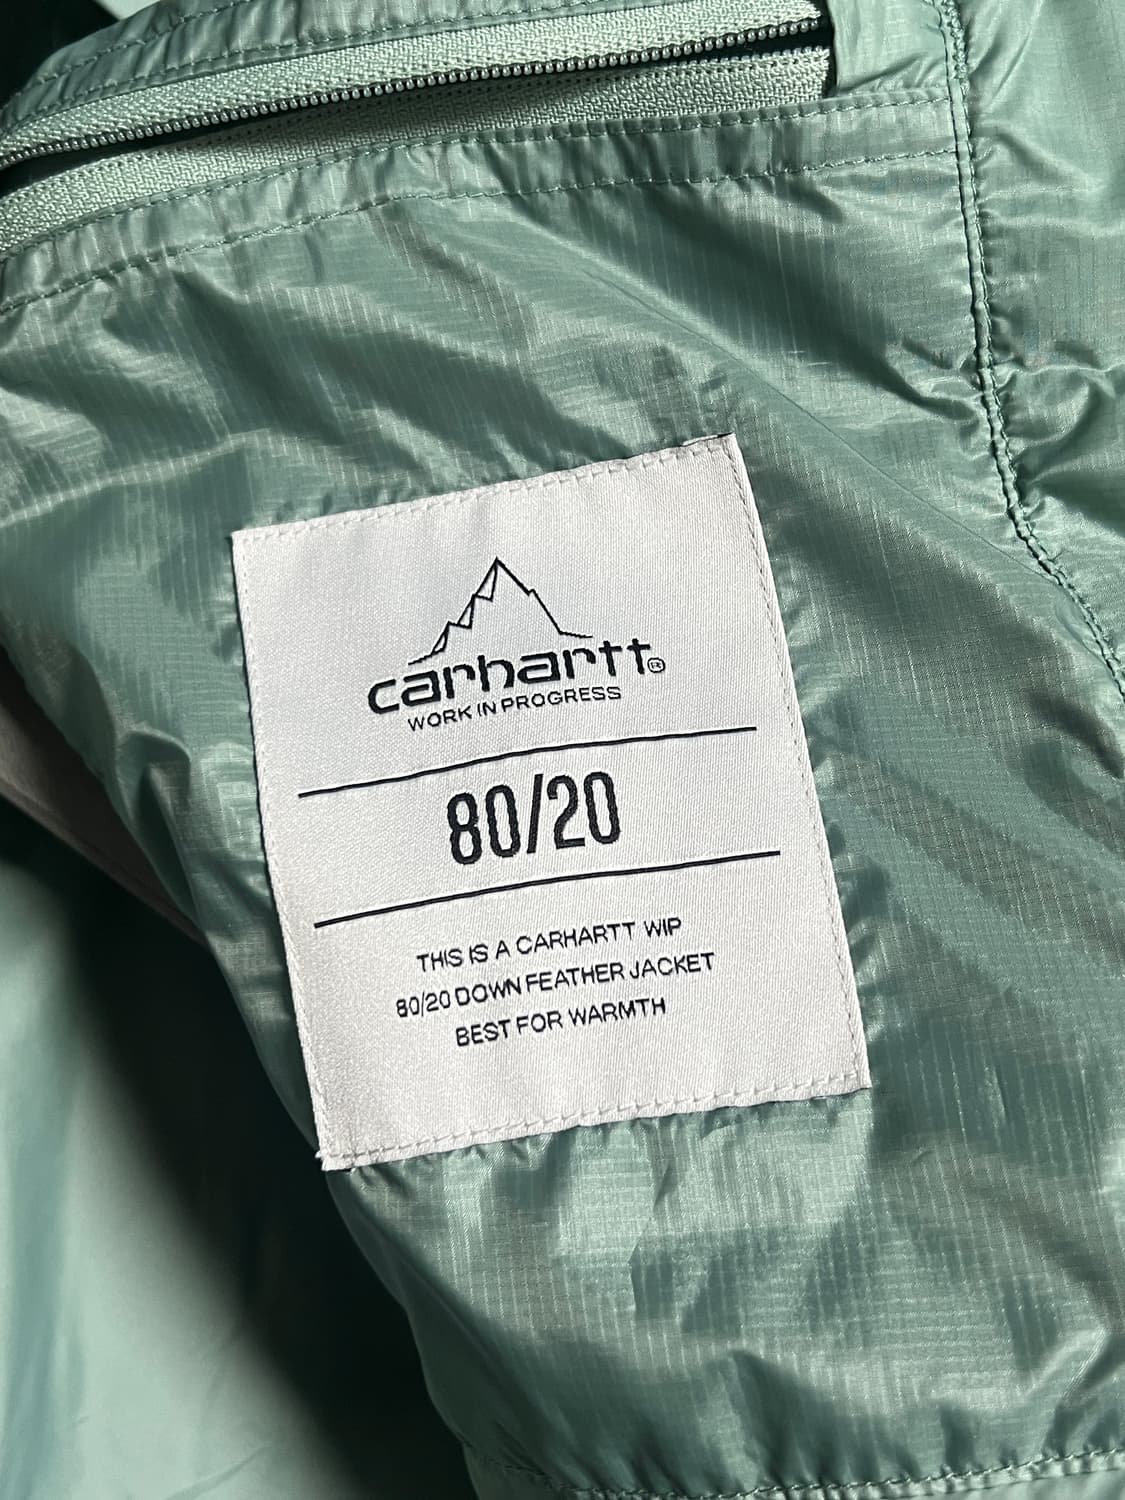 carhartt®
WORK IN PROGRESS
80/20
THIS IS A CARHARTT WIP
80/20 DOWN FEATHER JACKET
BEST FOR WARMTH